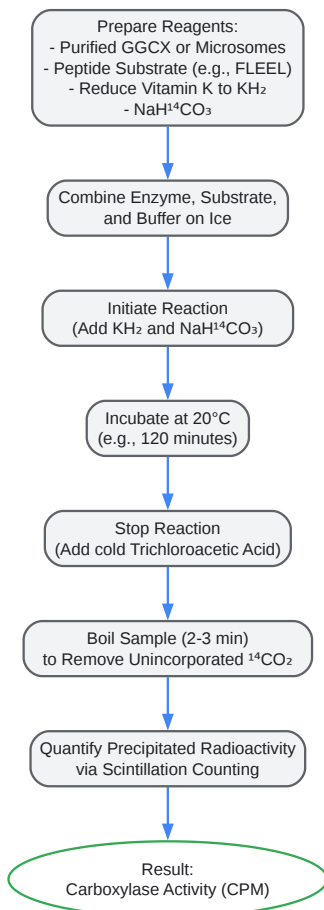 Prepare Reagents:
- Purified GGCX or Microsomes
- Peptide Substrate (e.g., FLEEL)
- Reduce Vitamin K to KH₂
- NaH¹⁴CO₃
Combine Enzyme, Substrate,
and Buffer on Ice
Initiate Reaction
(Add KH₂ and NaH¹⁴CO₃)
Incubate at 20°C
(e.g., 120 minutes)
Stop Reaction
(Add cold Trichloroacetic Acid)
Boil Sample (2-3 min)
to Remove Unincorporated ¹⁴CO₂
Quantify Precipitated Radioactivity
via Scintillation Counting
Result:
Carboxylase Activity (CPM)